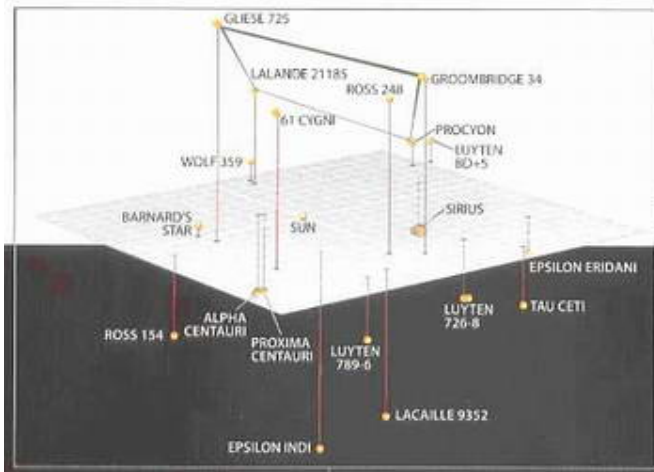 GLIESE 725
LALANDE 21185
ROSS 248
GROOMBRIDGE 34
61 CYGNI
PROCYON
LUYTEN
BD+5
WOLF 359
BARNARD'S
STAR
SUN
SIRIUS
EPSILON ERIDANI
ALPHA
CENTAURI
PROXIMA
CENTAURI
ROSS 154
LUYTEN
789-6
LUYTEN
726-8
TAU CETI
LACAILLE 9352
EPSILON INDI